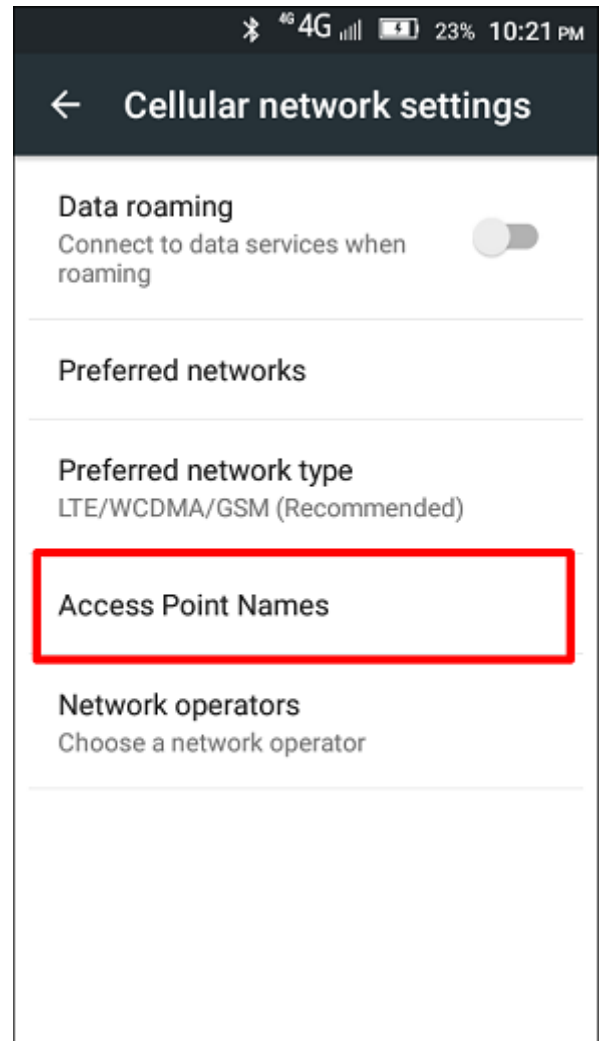 4G 4G 23% 10:21 PM
Cellular network settings
Data roaming
Connect to data services when
roaming
Preferred networks
Preferred network type
LTE/WCDMA/GSM (Recommended)
Access Point Names
Network operators
Choose a network operator